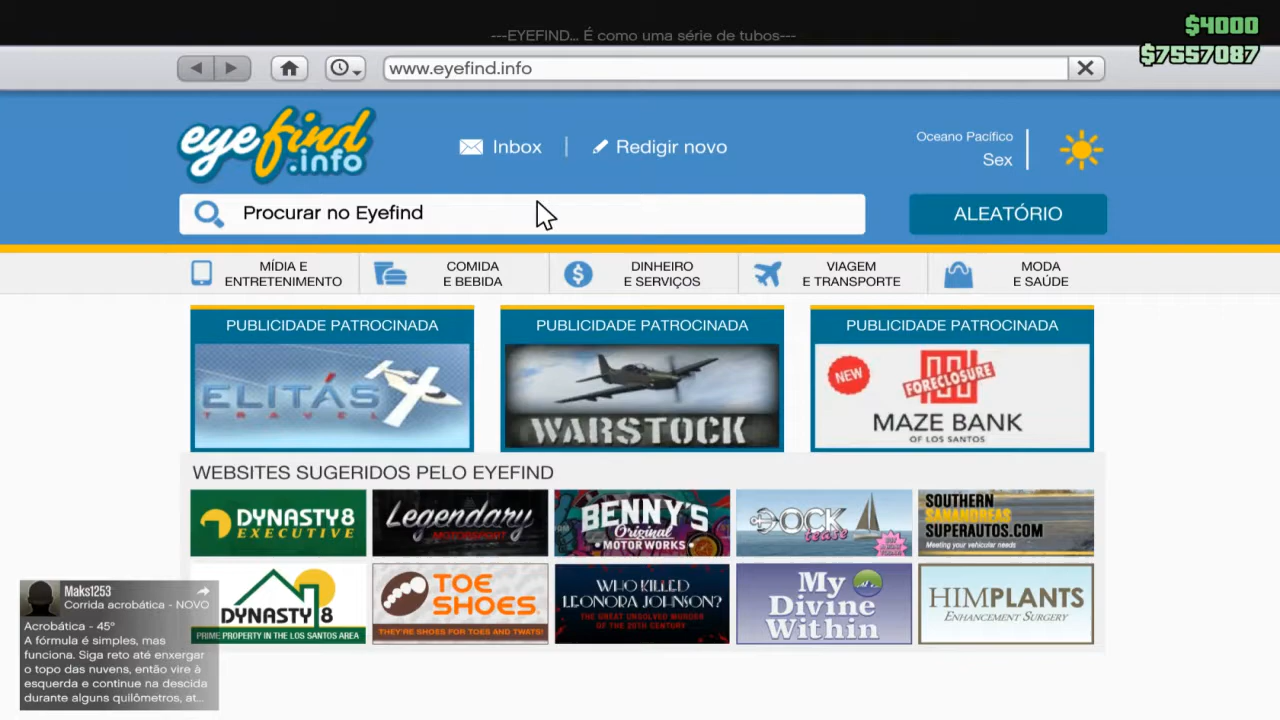 $4000
---EYEFIND... É como uma série de tubos---
$7557087
www.eyefind.info
eyefind
.info
Inbox
Redigir novo
Oceano Pacífico
Sex
Procurar no Eyefind
ALEATÓRIO
MÍDIA E
ENTRETENIMENTO
COMIDA
E BEBIDA
DINHEIRO
E SERVIÇOS
VIAGEM
E TRANSPORTE
MODA
E SAÚDE
PUBLICIDADE PATROCINADA
ELITÁS
TRAVEL
PUBLICIDADE PATROCINADA
WARSTOCK
PUBLICIDADE PATROCINADA
NEW
FORECLOSURE
MAZE BANK
OF LOS SANTOS
WEBSITES SUGERIDOS PELO EYEFIND
DYNASTY 8
EXECUTIVE
Legendary
MOTORSPORT
BENNY'S
Original
MOTOR WORKS
DOCK
tease
SOUTHERN
SAN ANDREAS
SUPERAUTOS.COM
Meeting your vehicular needs
DYNASTY 8
PRIME PROPERTY IN THE LOS SANTOS AREA
TOE
SHOES
THEY'RE SHOES FOR TOES AND TWATS!
WHO KILLED
LEONORA JOHNSON?
THE GREAT UNSOLVED MURDER
OF THE 20TH CENTURY
My
Divine
Within
HIMPLANTS
ENHANCEMENT SURGERY
Maks1253
Corrida acrobática - NOVO
Acrobática - 45º
A fórmula é simples, mas
funciona. Siga reto até enxergar
o topo das nuvens, então vire à
esquerda e continue na descida
durante alguns quilômetros, at...